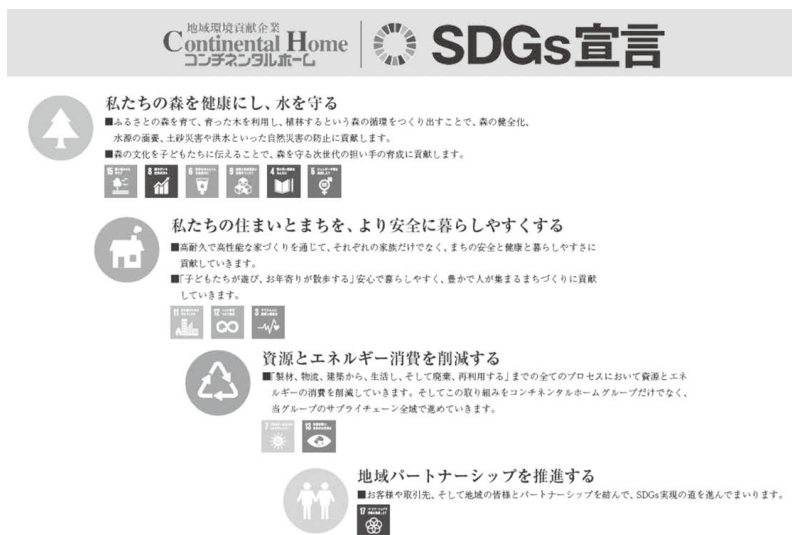 地域環境貢献企業
Continental Home
コンチネンタルホーム
SDGs宣言
私たちの森を健康にし、水を守る
■ふるさとの森を育て、育った木を利用し、植林するという森の循環をつくり出すことで、森の健全化、
水源の涵養、土砂災害や洪水といった自然災害の防止に貢献します。
■森の文化を子どもたちに伝えることで、森を守る次世代の担い手の育成に貢献します。
15
8
6
9
4
5
私たちの住まいとまちを、より安全に暮らしやすくする
■高耐久で高性能な家づくりを通じて、それぞれの家族だけでなく、まちの安全と健康と暮らしやすさに
貢献していきます。
■「子どもたちが遊び、お年寄りが散歩する」安心で暮らしやすく、豊かで人が集まるまちづくりに貢献
していきます。
11
12
3
資源とエネルギー消費を削減する
■「製材、物流、建築から、生活し、そして廃棄、再利用する」までの全てのプロセスにおいて資源とエネ
ルギーの消費を削減していきます。そしてこの取り組みをコンチネンタルホームグループだけでなく、
当グループのサプライチェーン全域で進めていきます。
7
13
地域パートナーシップを推進する
■お客様や取引先、そして地域の皆様とパートナーシップを結んで、SDGs実現の道を進んでまいります。
17